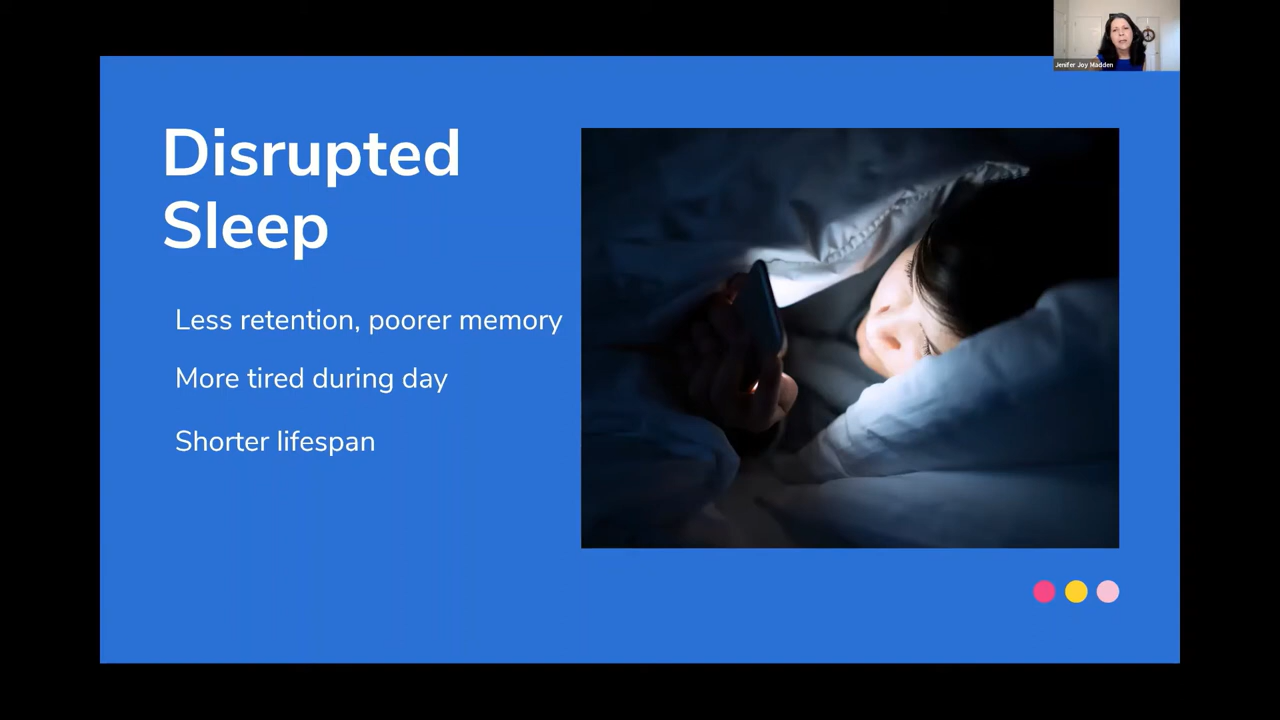 Jenifer Joy Madden
Disrupted
Sleep
Less retention, poorer memory
More tired during day
Shorter lifespan